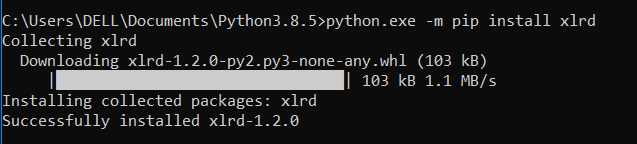 C:\Users\DELL\Documents\Python3.8.5>python.exe -m pip install xlrd
Collecting xlrd
  Downloading xlrd-1.2.0-py2.py3-none-any.whl (103 kB)
     |████████████████████████████████| 103 kB 1.1 MB/s
Installing collected packages: xlrd
Successfully installed xlrd-1.2.0